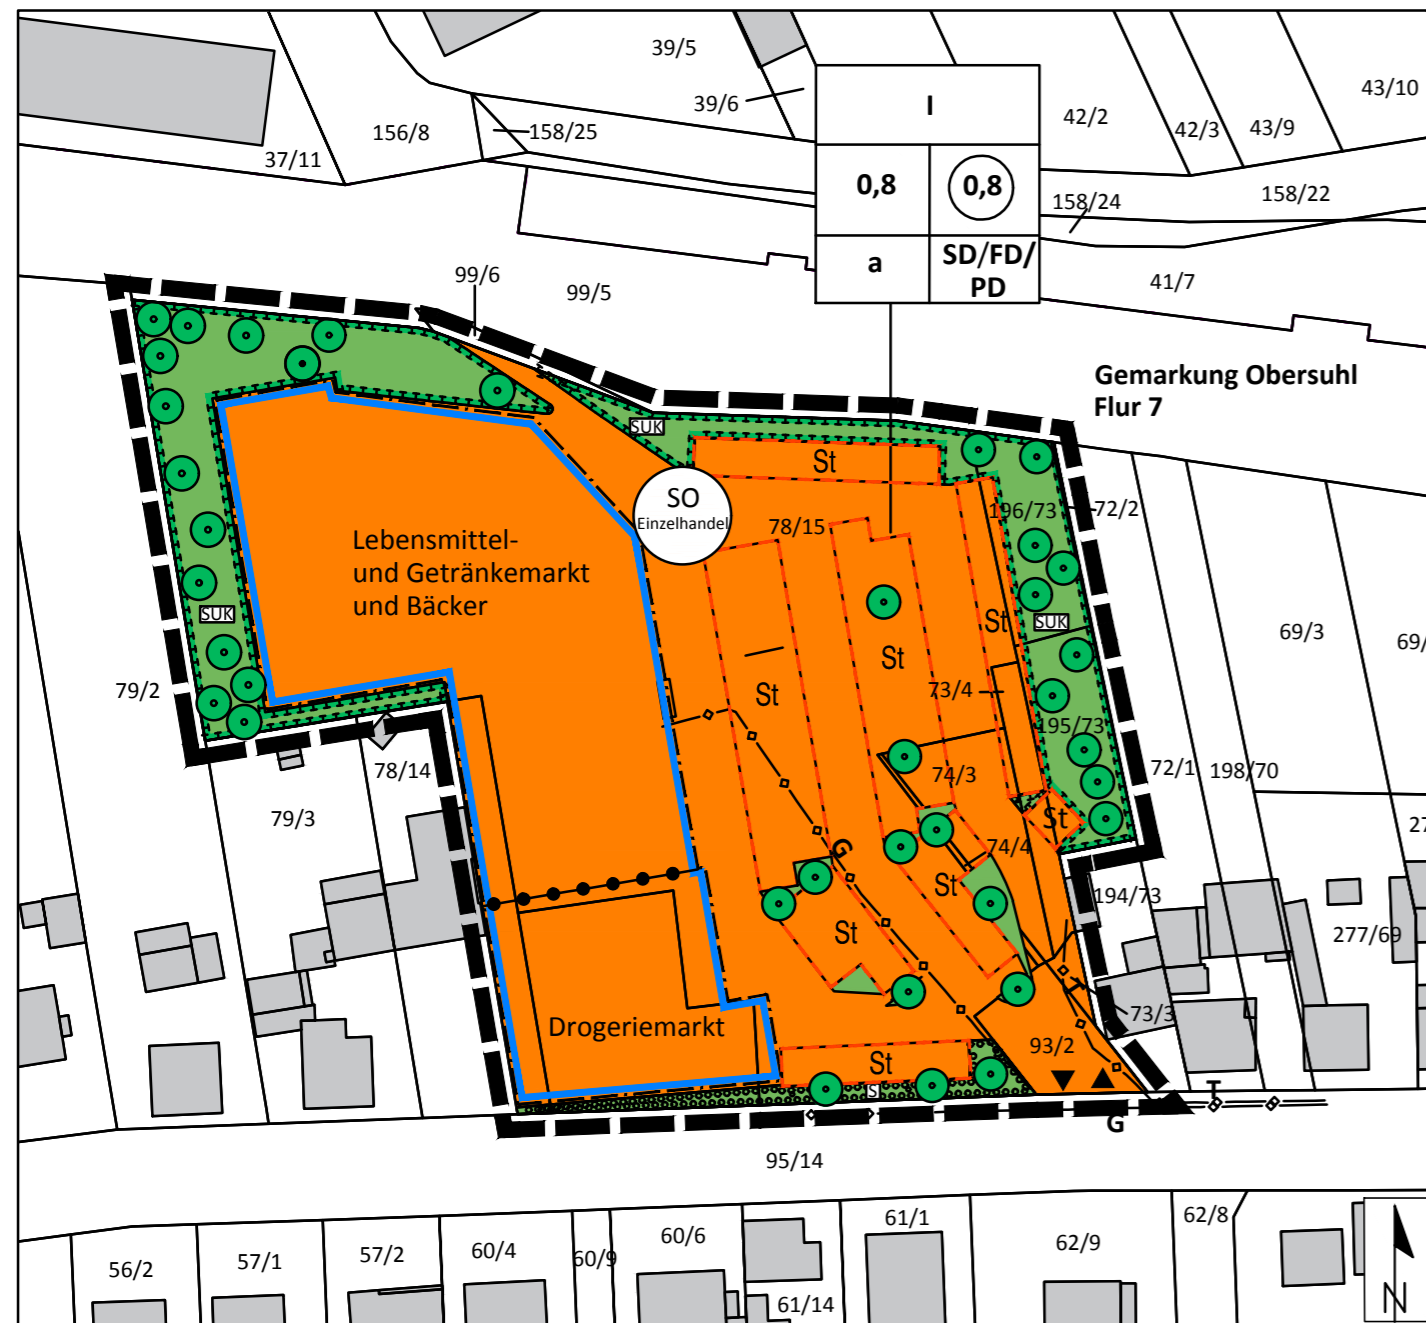 39/5
43/10
39/6
I
42/2
42/3
43/9
156/8
158/25
37/11
0,8
0,8
158/24
158/22
a
SD/FD/
PD
99/6
99/5
41/7
Gemarkung Obersuhl
Flur 7
SUK
St
SO
Einzelhandel
78/15
196/73
72/2
Lebensmittel-
und Getränkemarkt
und Bäcker
SUK
St
SUK
69/3
69/
St
St
79/2
73/4
195/73
78/14
74/3
72/1
198/70
79/3
St
27
G
74/4
St
194/73
St
277/69
T
73/3
Drogeriemarkt
93/2
St
S
T
G
95/14
56/2
57/1
57/2
60/4
60/9
60/6
61/1
62/9
62/8
61/14
N